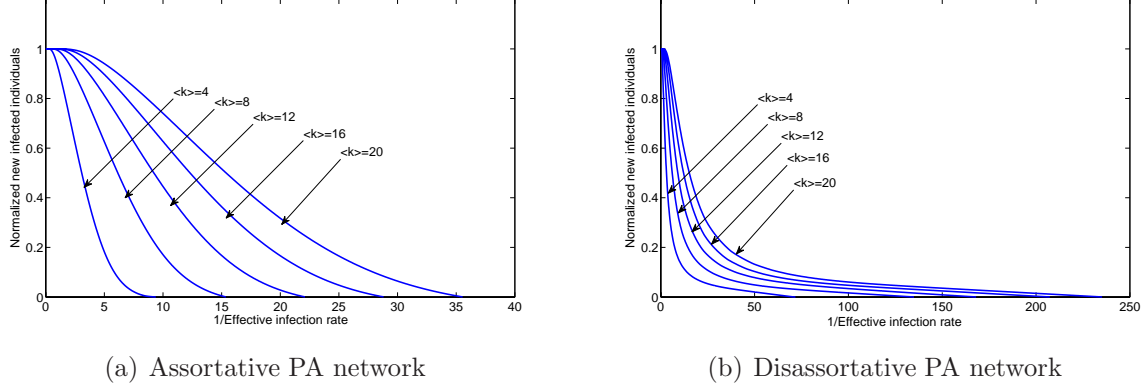 1
0.8
0.6
0.4
0.2
0
Normalized new infected individuals
<k>=4
<k>=8
<k>=12
<k>=16
<k>=20
0 5 10 15 20 25 30 35 40
1/Effective infection rate
(a) Assortative PA network
1
0.8
0.6
0.4
0.2
0
Normalized new infected individuals
<k>=4
<k>=8
<k>=12
<k>=16
<k>=20
0 50 100 150 200 250
1/Effective infection rate
(b) Disassortative PA network